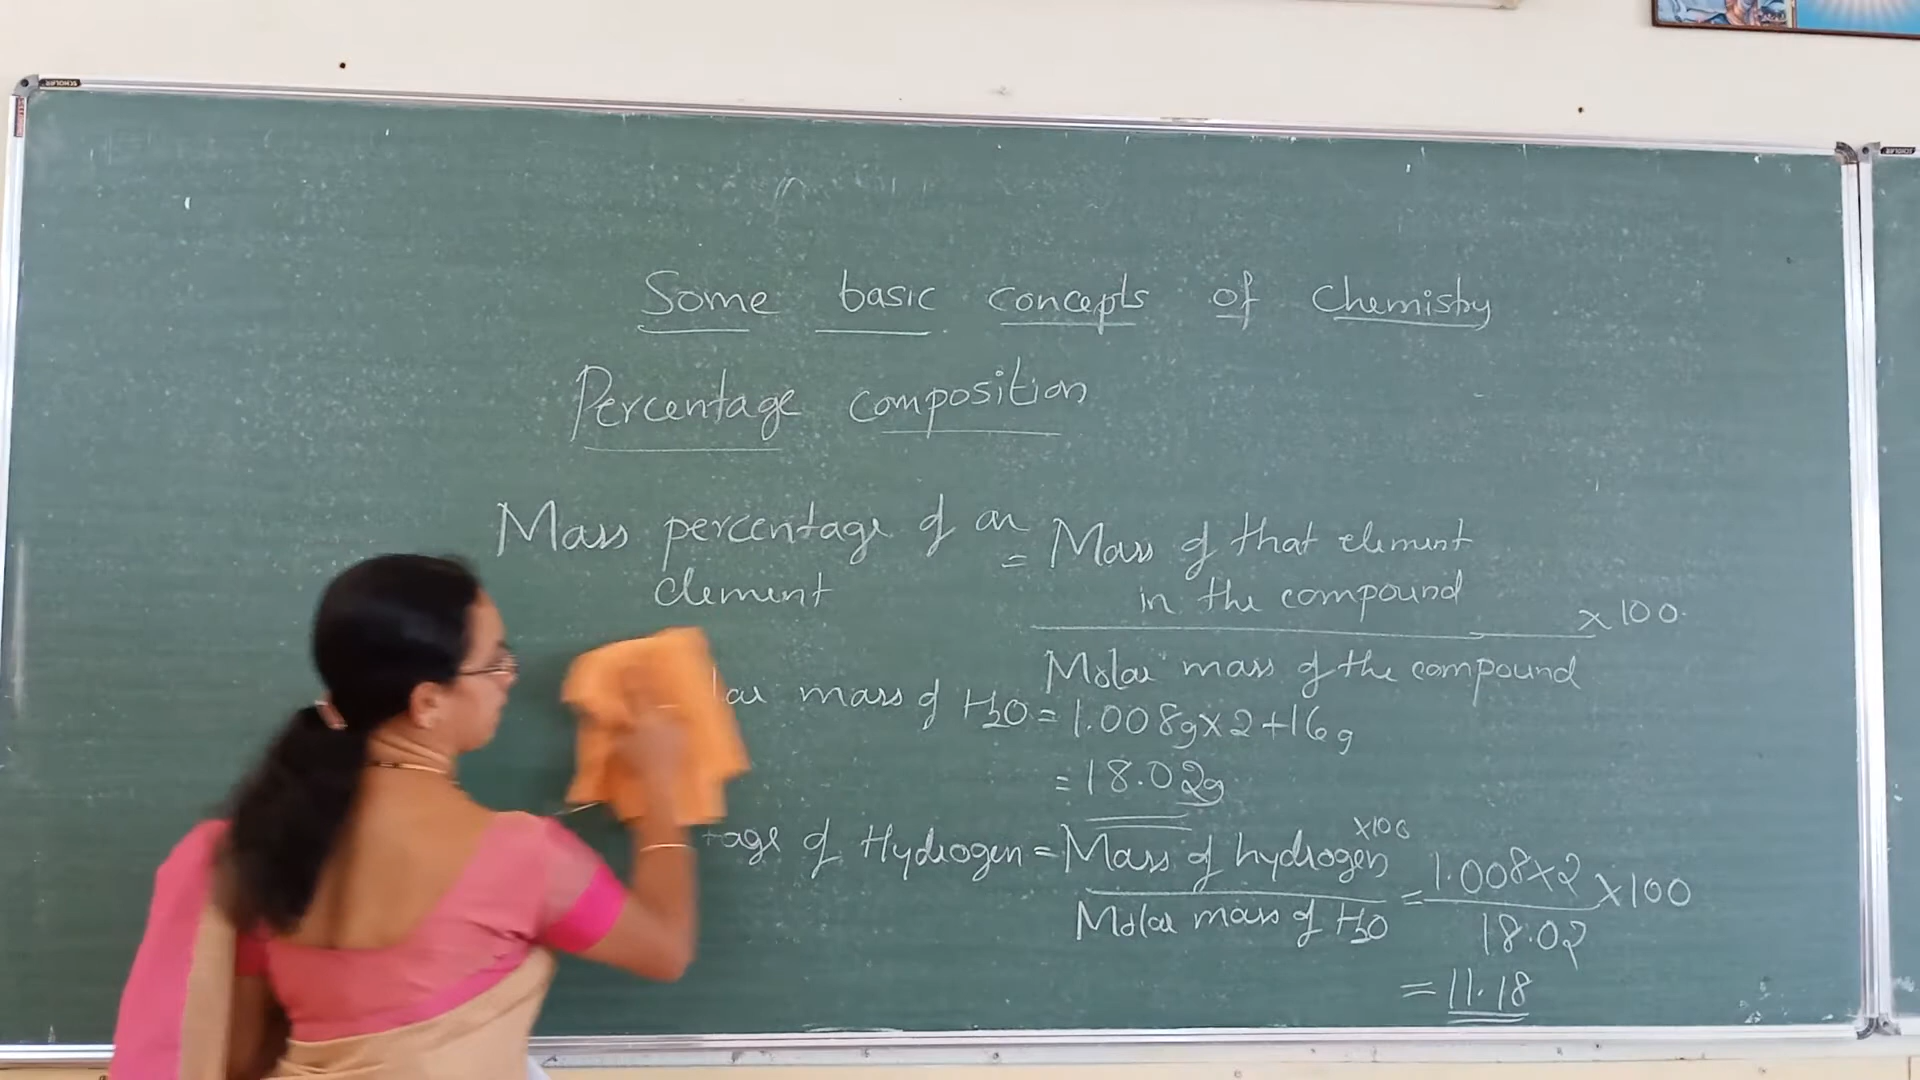 Some basic concepts of Chemistry
Percentage composition
Mass percentage of an element = Mass of that element in the compound x 100
Molar mass of the compound
lar mass of H2O = 1.008g x 2 + 16g
= 18.02g
tage of Hydrogen = Mass of hydrogen x100 = 1.008x2 x100
Molar mass of H2O 18.02
= 11.18